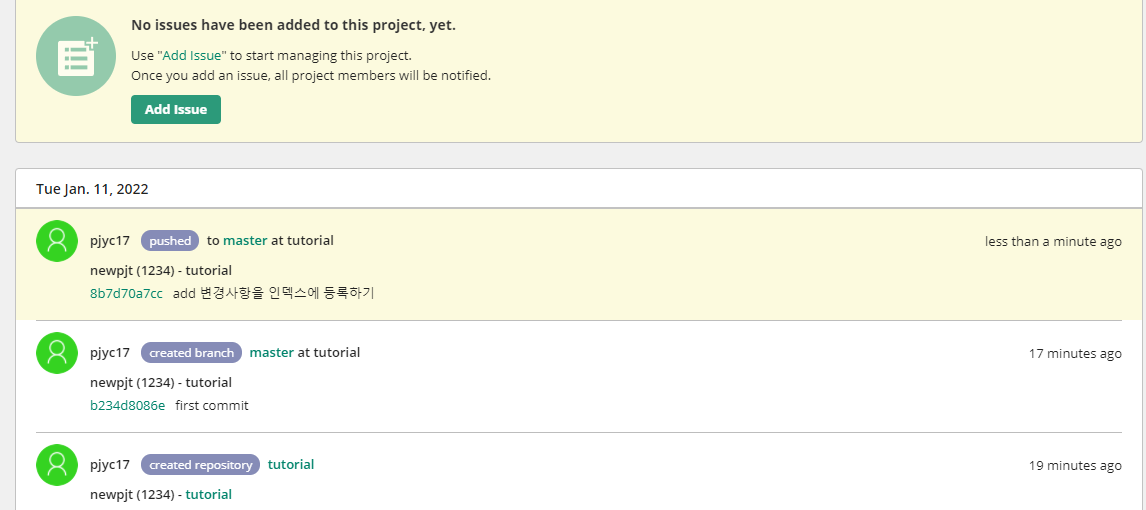 No issues have been added to this project, yet.
Use "Add Issue" to start managing this project.
Once you add an issue, all project members will be notified.
Add Issue
Tue Jan. 11, 2022
pjyc17 pushed to master at tutorial less than a minute ago
newpjt (1234) - tutorial
8b7d70a7cc add 변경사항을 인덱스에 등록하기
pjyc17 created branch master at tutorial 17 minutes ago
newpjt (1234) - tutorial
b234d8086e first commit
pjyc17 created repository tutorial 19 minutes ago
newpjt (1234) - tutorial